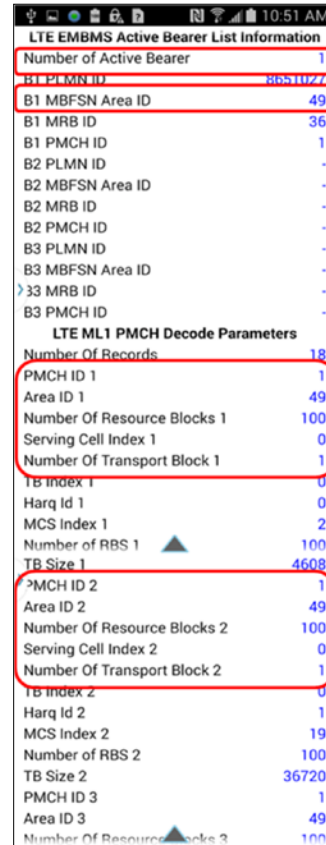 10:51 AM
LTE EMBMS Active Bearer List Information
Number of Active Bearer 1
B1 PLMN ID 8651027
B1 MBFSN Area ID 49
B1 MRB ID 36
B1 PMCH ID 1
B2 PLMN ID -
B2 MBFSN Area ID -
B2 MRB ID -
B2 PMCH ID -
B3 PLMN ID -
B3 MBFSN Area ID -
33 MRB ID -
B3 PMCH ID -
LTE ML1 PMCH Decode Parameters
Number Of Records 18
PMCH ID 1 1
Area ID 1 49
Number Of Resource Blocks 1 100
Serving Cell Index 1 0
Number Of Transport Block 1 1
TB Index 1 0
Harq Id 1 0
MCS Index 1 2
Number of RBS 1 100
TB Size 1 4608
PMCH ID 2 1
Area ID 2 49
Number Of Resource Blocks 2 100
Serving Cell Index 2 0
Number Of Transport Block 2 1
TB Index 2 0
Harq Id 2 1
MCS Index 2 19
Number of RBS 2 100
TB Size 2 36720
PMCH ID 3 1
Area ID 3 49
Number Of Resource cks 3 100